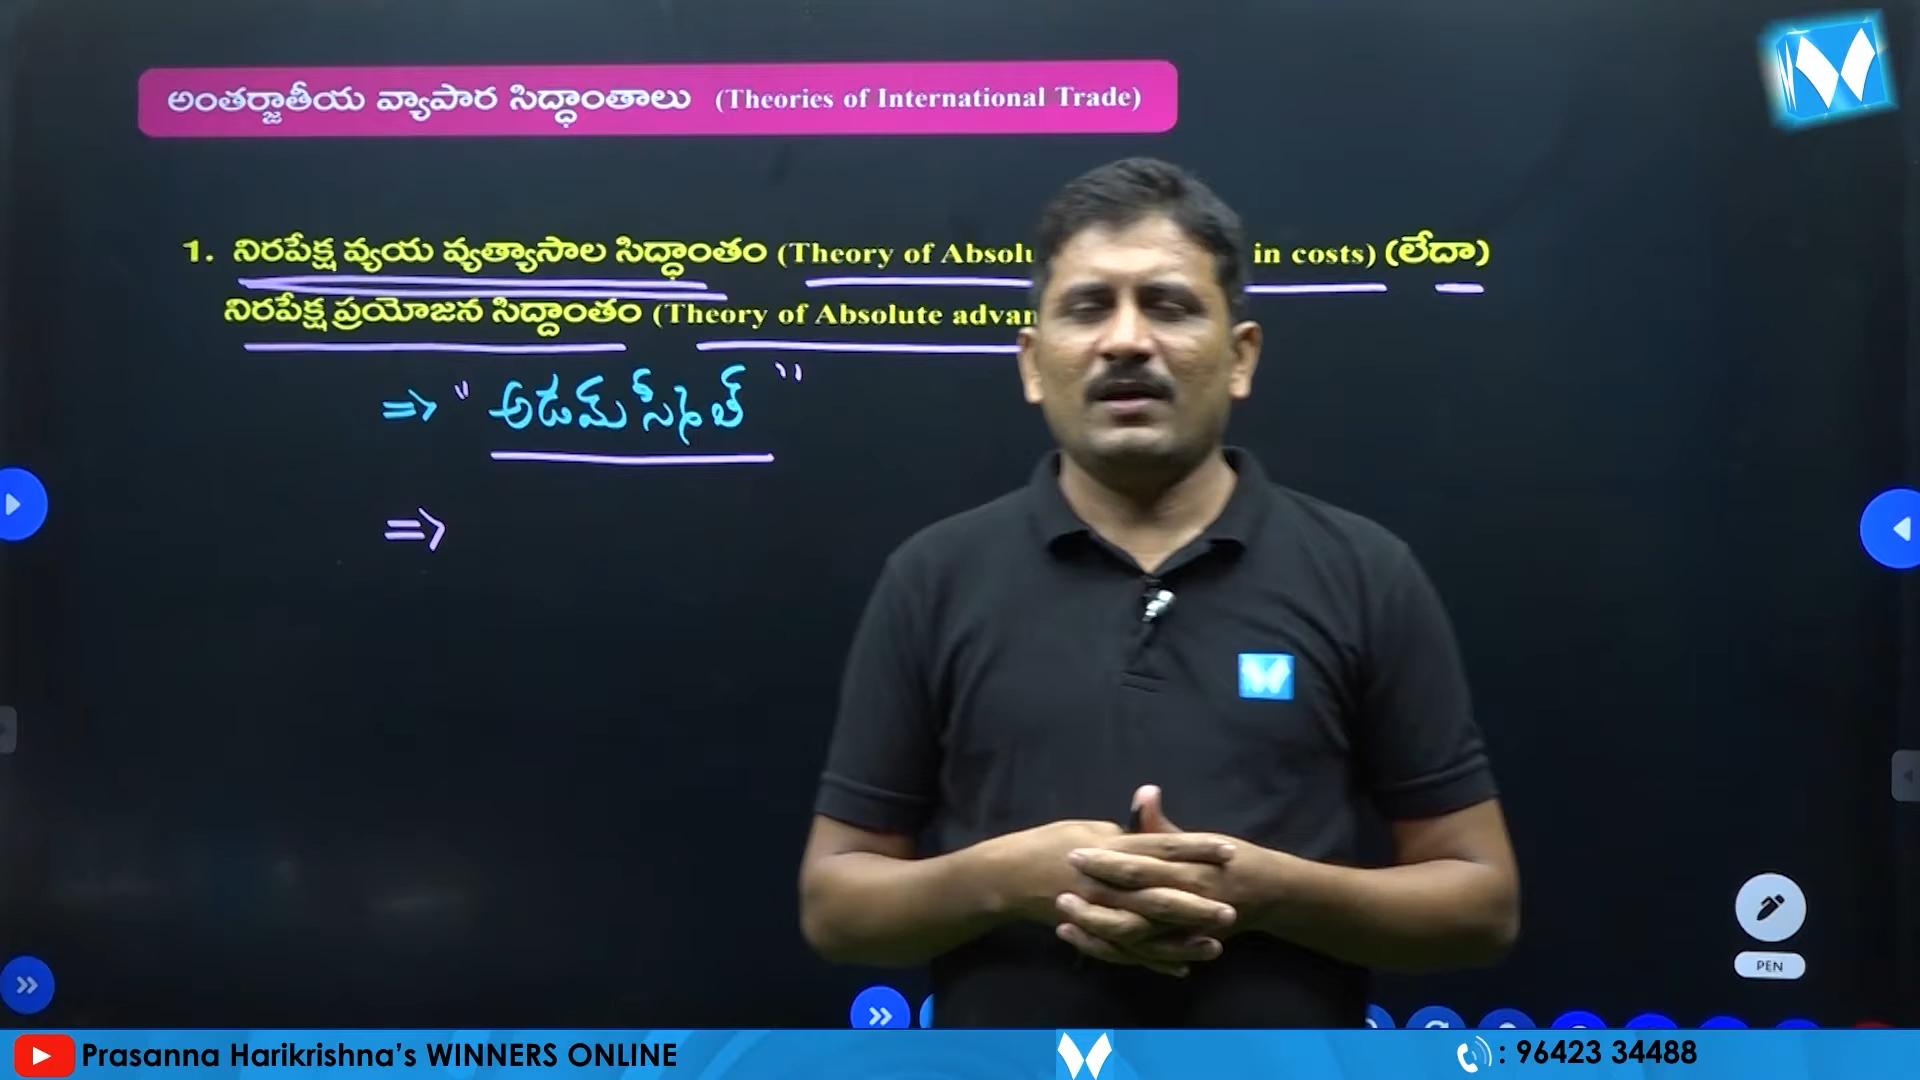 అంతర్జాతీయ వ్యాపార సిద్ధాంతాలు (Theories of International Trade)
1. నిరపేక్ష వ్యయ వ్యత్యాసాల సిద్ధాంతం (Theory of Absolu in costs) (లేదా)
నిరపేక్ష ప్రయోజన సిద్దాంతం (Theory of Absolute advan
⇒ " అడమ్ స్మిత్ "
⇒
PEN
Prasanna Harikrishna's WINNERS ONLINE
: 96423 34488